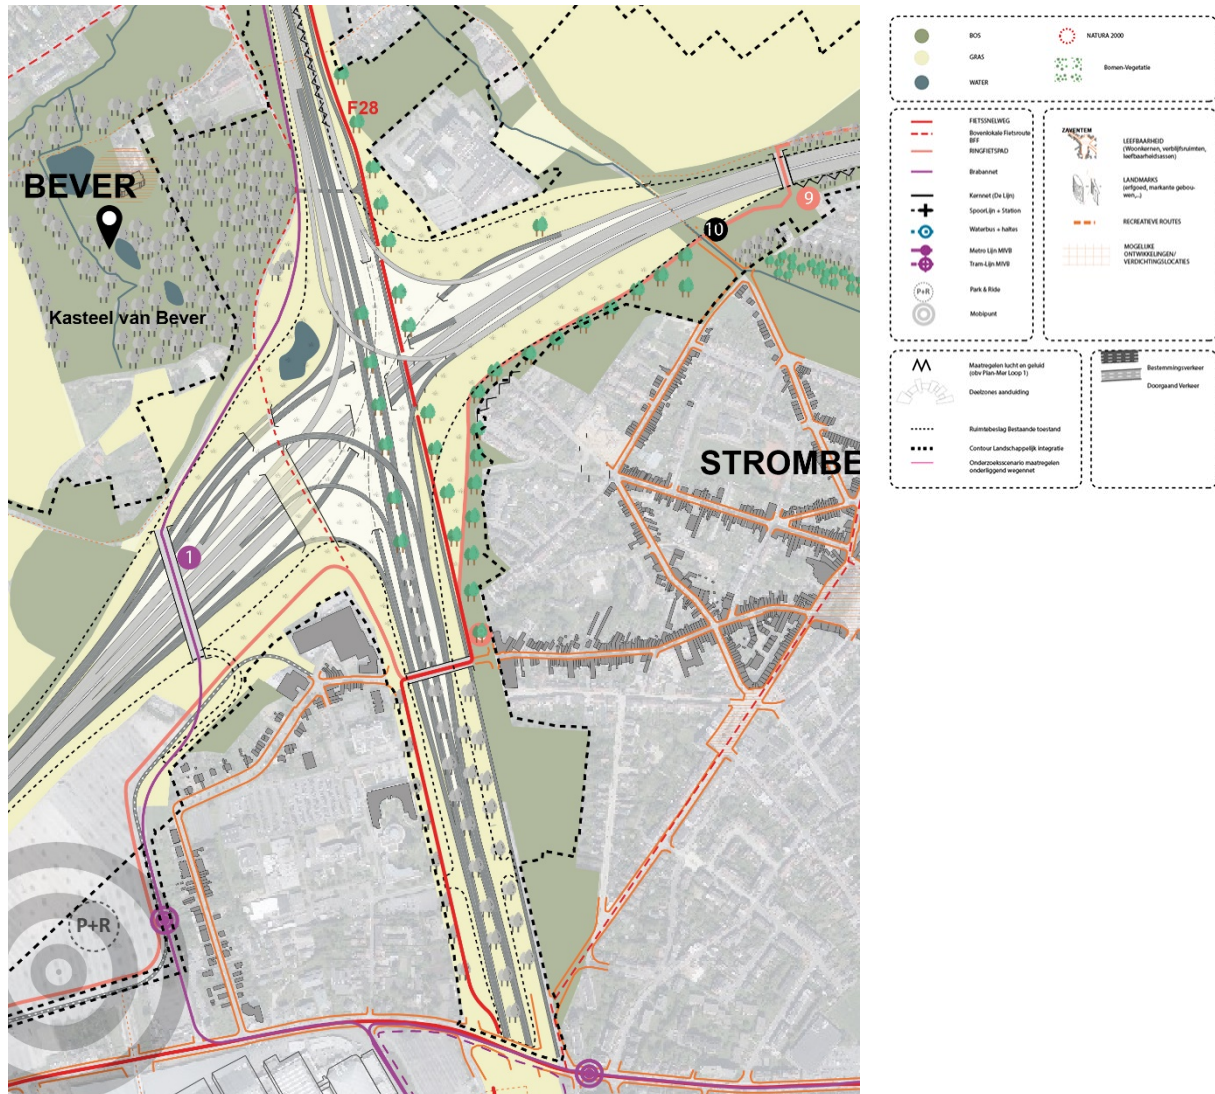 F28
BEVER
9
10
Kasteel van Bever
STROMBE
1
P+R
BOS
NATURA 2000
GRAS
Bomen-Vegetatie
WATER
FIETSSNELWEG
Bovenlokale Fietsroute
BFF
RINGFIETSPAD
Brabannet
Kernnet (De Lijn)
SpoorLijn + Station
Waterbus + haltes
Metro Lijn MIVB
Tram-Lijn MIVB
P+R
Park & Ride
Mobipunt
ZAVENTEM
LEEFBAARHEID
(Woonkernen, verblijfsruimten,
leefbaarheidsassen)
LANDMARKS
(erfgoed, markante gebou-
wen,..)
RECREATIEVE ROUTES
MOGELIJKE
ONTWIKKELINGEN/
VERDICHTINGSLOCATIES
Maatregelen lucht en geluid
(obv Plan-Mer Loop 1)
Deelzones aanduiding
Ruimtebeslag Bestaande toestand
Contour Landschappelijk integratie
Onderzoeksscenario maatregelen
onderliggend wegennet
Bestemmingsverkeer
Doorgaand Verkeer